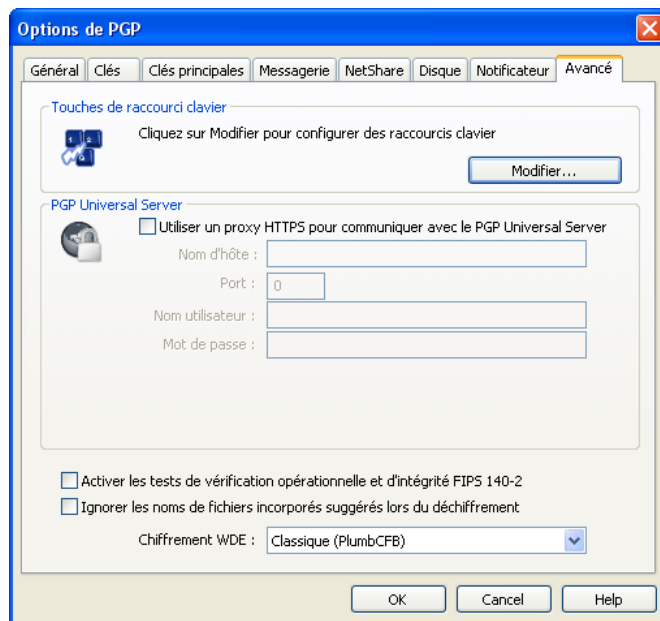 Options de PGP
Général Clés Clés principales Messagerie NetShare Disque Notificateur Avancé
Touches de raccourci clavier
Cliquez sur Modifier pour configurer des raccourcis clavier
Modifier...
PGP Universal Server
Utiliser un proxy HTTPS pour communiquer avec le PGP Universal Server
Nom d'hôte :
Port : 0
Nom utilisateur :
Mot de passe :
Activer les tests de vérification opérationnelle et d'intégrité FIPS 140-2
Ignorer les noms de fichiers incorporés suggérés lors du déchiffrement
Chiffrement WDE : Classique (PlumbCFB)
OK Cancel Help